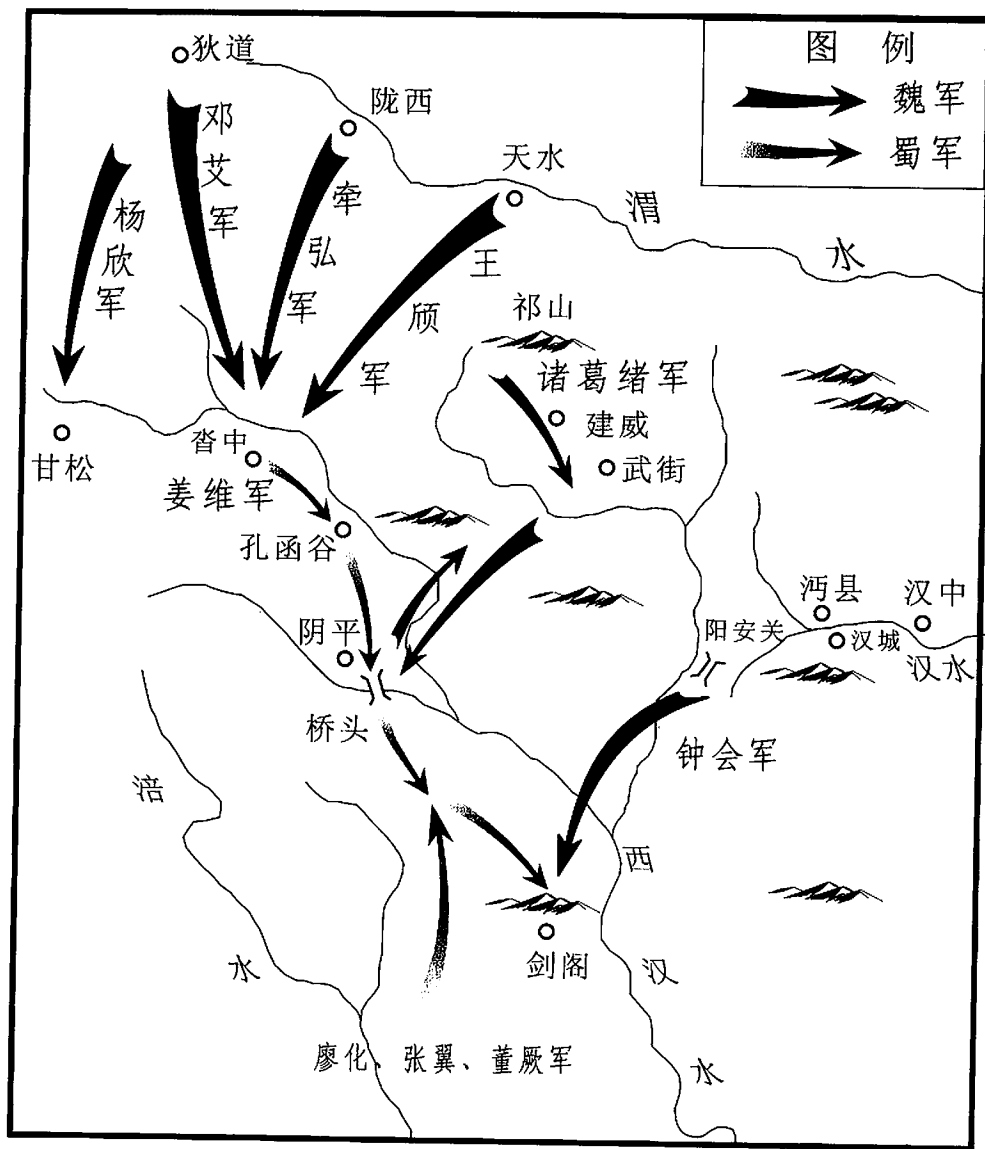 图 例
魏军
蜀军
狄道
陇西
天水
渭水
邓艾军
杨欣军
牵弘军
王颀军
祁山
诸葛绪军
建威
武街
甘松
沓中
姜维军
孔函谷
阴平
桥头
沔县
汉中
阳安关
汉城
汉水
钟会军
涪水
西汉水
剑阁
廖化、张翼、董厥军